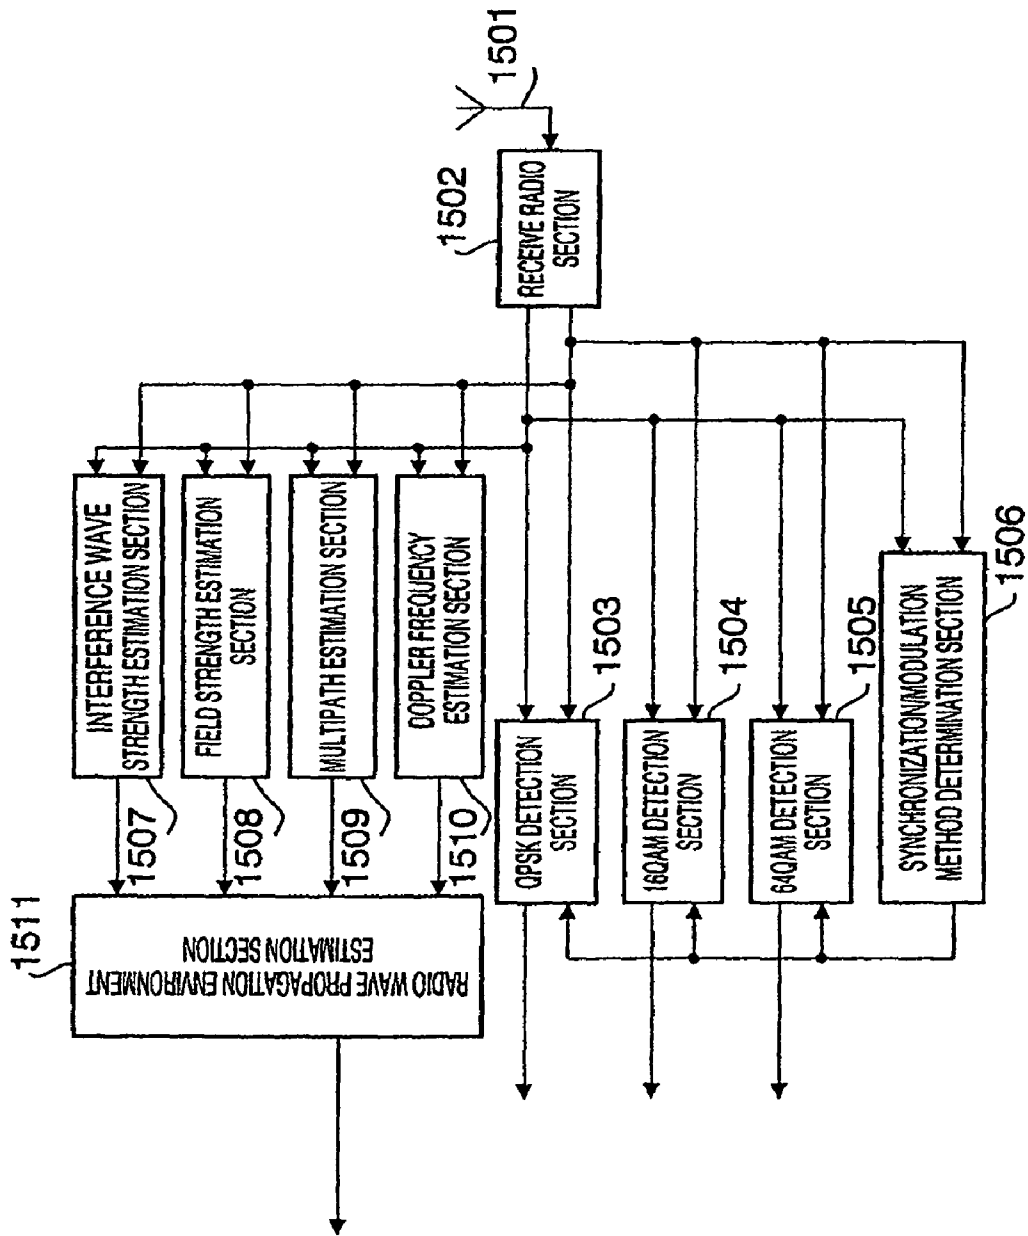 1501
1502
RECEIVE RADIO
SECTION
INTERFERENCE WAVE
STRENGTH ESTIMATION SECTION
1507
FIELD STRENGTH ESTIMATION
SECTION
1508
MULTIPATH ESTIMATION SECTION
1509
DOPPLER FREQUENCY
ESTIMATION SECTION
1510
1511
RADIO WAVE PROPAGATION ENVIRONMENT
ESTIMATION SECTION
QPSK DETECTION
SECTION
1503
16QAM DETECTION
SECTION
1504
64QAM DETECTION
SECTION
1505
SYNCHRONIZATION/MODULATION
METHOD DETERMINATION SECTION
1506